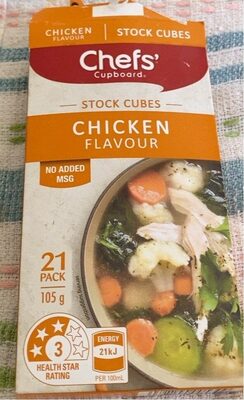 CHICKEN FLAVOUR STOCK CUBES
Chefs'
Cupboard
STOCK CUBES
CHICKEN
FLAVOUR
NO ADDED
MSG
21
PACK
105 g
3
HEALTH STAR
RATING
ENERGY
21kJ
PER 100mL